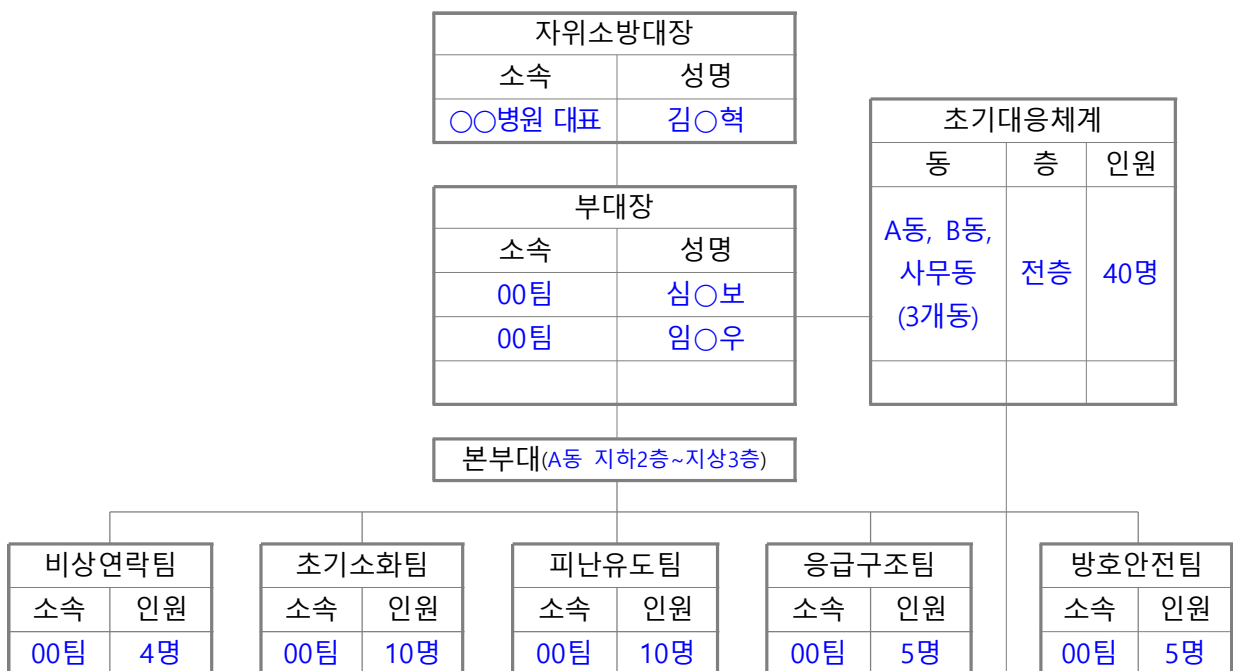 자위소방대장
소속 성명
○○병원 대표 김○혁
초기대응체계
동 층 인원
A동, B동,
사무동
(3개동)
전층 40명
부대장
소속 성명
00팀 심○보
00팀 임○우
본부대(A동 지하2층~지상3층)
비상연락팀
소속 인원
00팀 4명
초기소화팀
소속 인원
00팀 10명
피난유도팀
소속 인원
00팀 10명
응급구조팀
소속 인원
00팀 5명
방호안전팀
소속 인원
00팀 5명